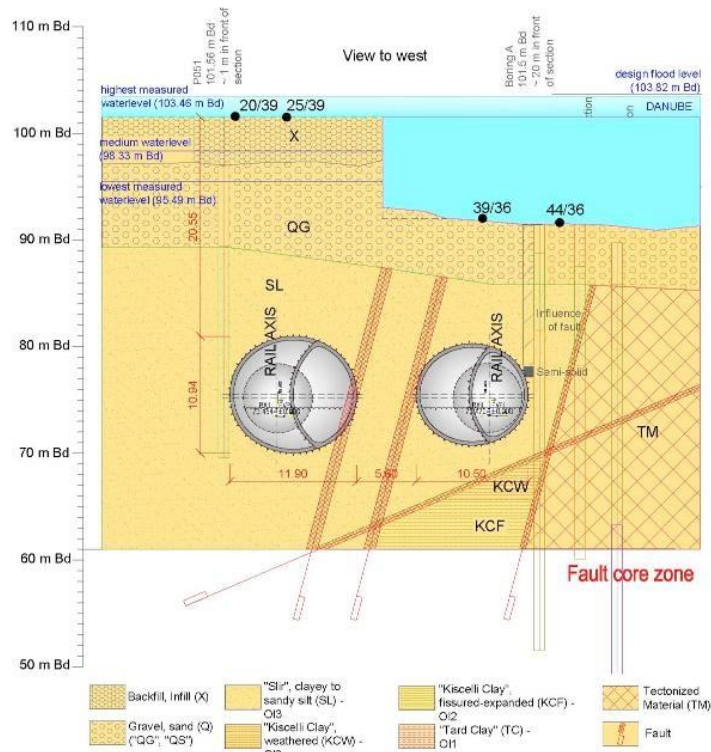 110 m Bd
P051
101.56 m Bd
~ 1 m in front of
section
View to west
Boring A
101.5 m Bd
~ 20 m in front
of section
design flood level
(103.82 m Bd)
highest measured
waterlevel (103.46 m Bd)
20/39
25/39
DANUBE
100 m Bd
X
medium waterlevel
(98.33 m Bd)
lowest measured
waterlevel (95.49 m Bd)
39/36
44/36
90 m Bd
20.55
QG
SL
80 m Bd
RAIL AXIS
RAIL AXIS
Influence
of fault
Semi-solid
10.94
70 m Bd
TM
11.90
5.60
10.50
KCW
KCF
60 m Bd
Fault core zone
50 m Bd
Backfill, Infill (X)
"Slir", clayey to
sandy silt (SL) -
Ol3
"Kiscelli Clay",
fissured-expanded (KCF) -
Ol2
Tectonized
Material (TM)
Gravel, sand (Q)
("QG", "QS")
"Kiscelli Clay",
weathered (KCW) -
"Tard Clay" (TC) -
Ol1
Fault